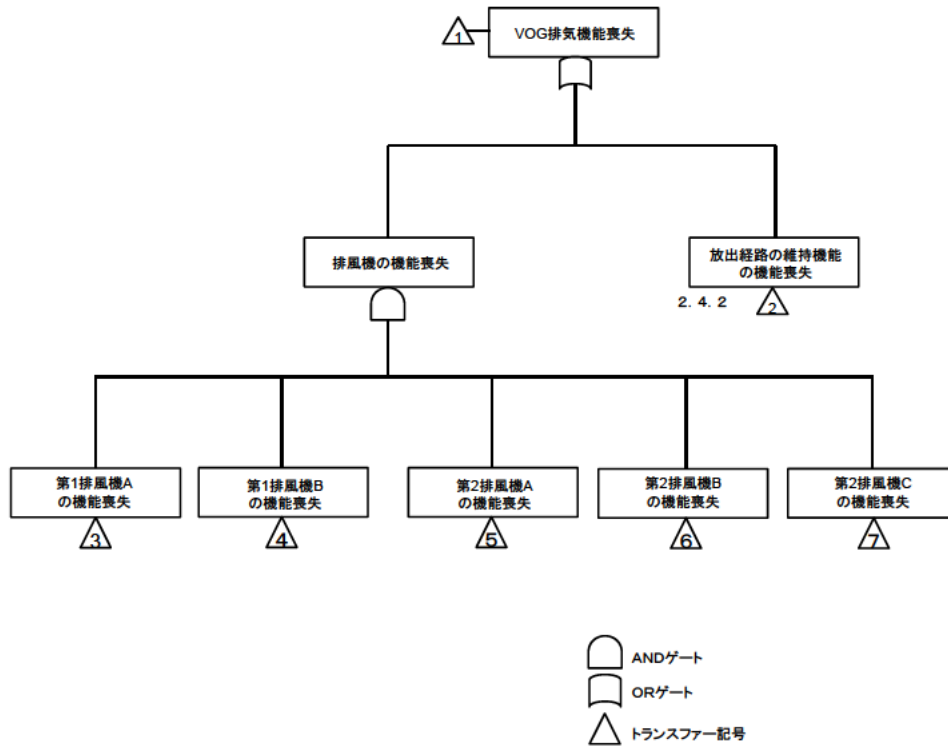 1
VOG排気機能喪失
排風機の機能喪失
放出経路の維持機能
の機能喪失
2. 4. 2
2
第1排風機A
の機能喪失
3
第1排風機B
の機能喪失
4
第2排風機A
の機能喪失
5
第2排風機B
の機能喪失
6
第2排風機C
の機能喪失
7
ANDゲート
ORゲート
トランスファー記号